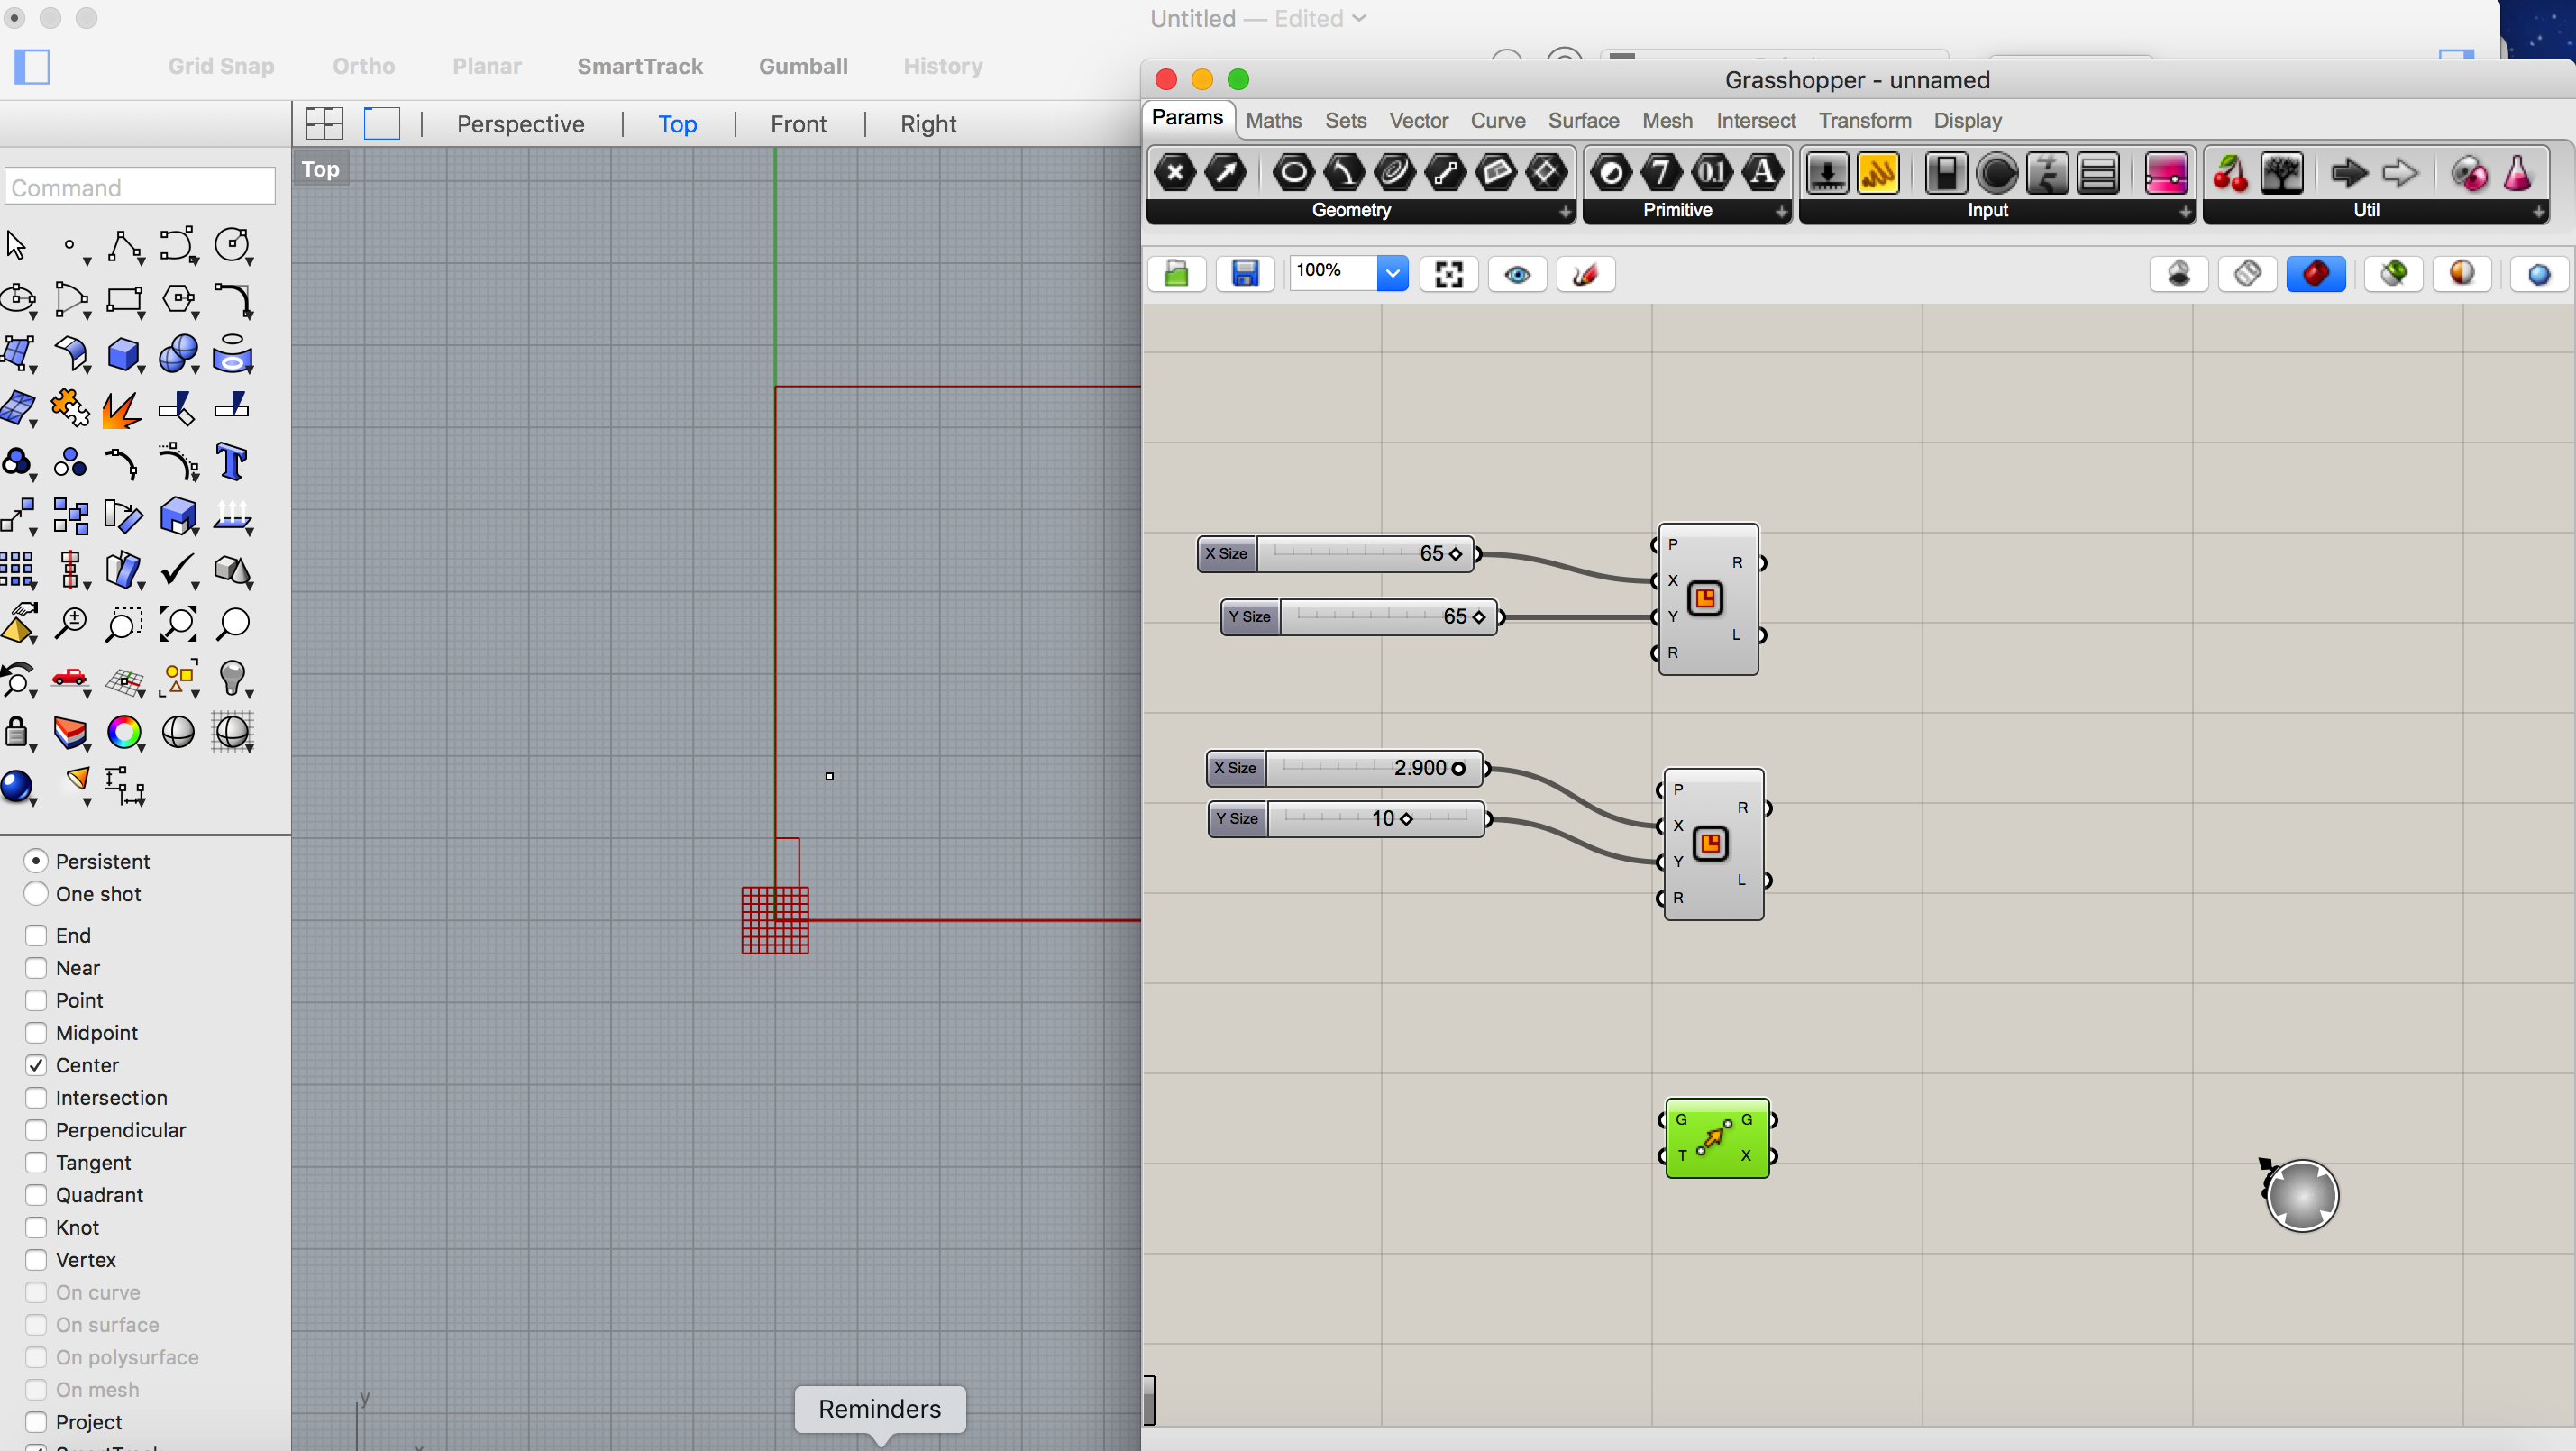 Untitled — Edited
Grid Snap Ortho Planar SmartTrack Gumball History
Grasshopper - unnamed
Perspective Top Front Right
Params Maths Sets Vector Curve Surface Mesh Intersect Transform Display
Top
Command
7 0.1 A
Geometry Primitive Input Util
100%
X Size 65
Y Size 65
P
X
Y
R
R
L
X Size 2.900
Y Size 10
P
X
Y
R
R
L
G G
T X
Persistent
One shot
End
Near
Point
Midpoint
Center
Intersection
Perpendicular
Tangent
Quadrant
Knot
Vertex
On curve
On surface
On polysurface
On mesh
Project
y
Reminders